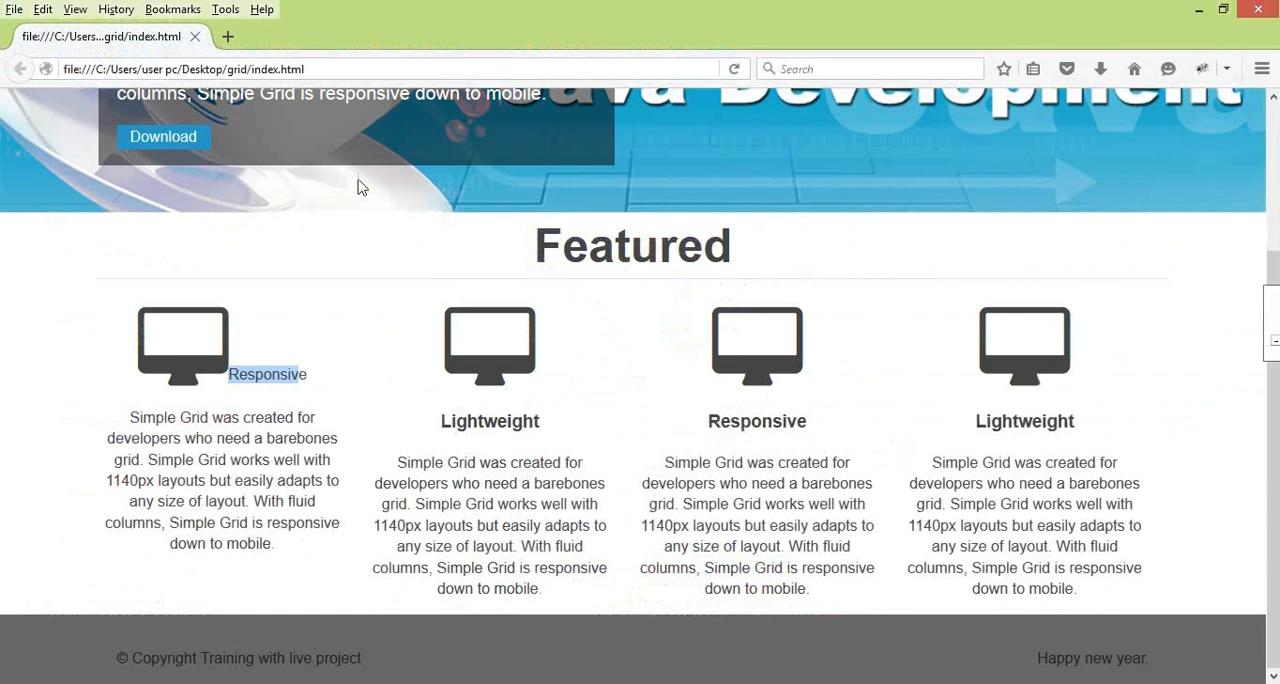 File Edit View History Bookmarks Tools Help
file:///C:/Users...grid/index.html
file:///C:/Users/user pc/Desktop/grid/index.html
Search
columns, Simple Grid is responsive down to mobile.
Java Development
Download
Featured
Responsive
Simple Grid was created for
developers who need a barebones
grid. Simple Grid works well with
1140px layouts but easily adapts to
any size of layout. With fluid
columns, Simple Grid is responsive
down to mobile.
Lightweight
Simple Grid was created for
developers who need a barebones
grid. Simple Grid works well with
1140px layouts but easily adapts to
any size of layout. With fluid
columns, Simple Grid is responsive
down to mobile.
Responsive
Simple Grid was created for
developers who need a barebones
grid. Simple Grid works well with
1140px layouts but easily adapts to
any size of layout. With fluid
columns, Simple Grid is responsive
down to mobile.
Lightweight
Simple Grid was created for
developers who need a barebones
grid. Simple Grid works well with
1140px layouts but easily adapts to
any size of layout. With fluid
columns, Simple Grid is responsive
down to mobile.
© Copyright Training with live project
Happy new year.